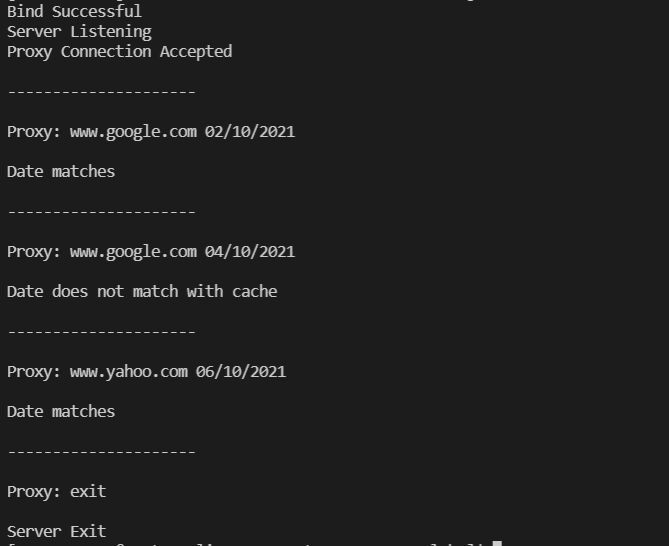 Bind Successful
Server Listening
Proxy Connection Accepted
---------------------
Proxy: www.google.com 02/10/2021
Date matches
---------------------
Proxy: www.google.com 04/10/2021
Date does not match with cache
---------------------
Proxy: www.yahoo.com 06/10/2021
Date matches
---------------------
Proxy: exit
Server Exit